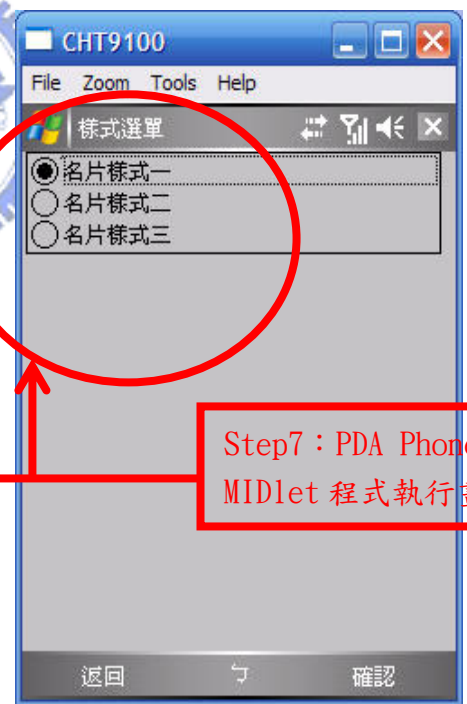 CHT9100
File Zoom Tools Help
樣式選單
名片樣式一
名片樣式二
名片樣式三
Step7：PDA Phon
MIDlet 程式執行
返回 ㄅ 確認